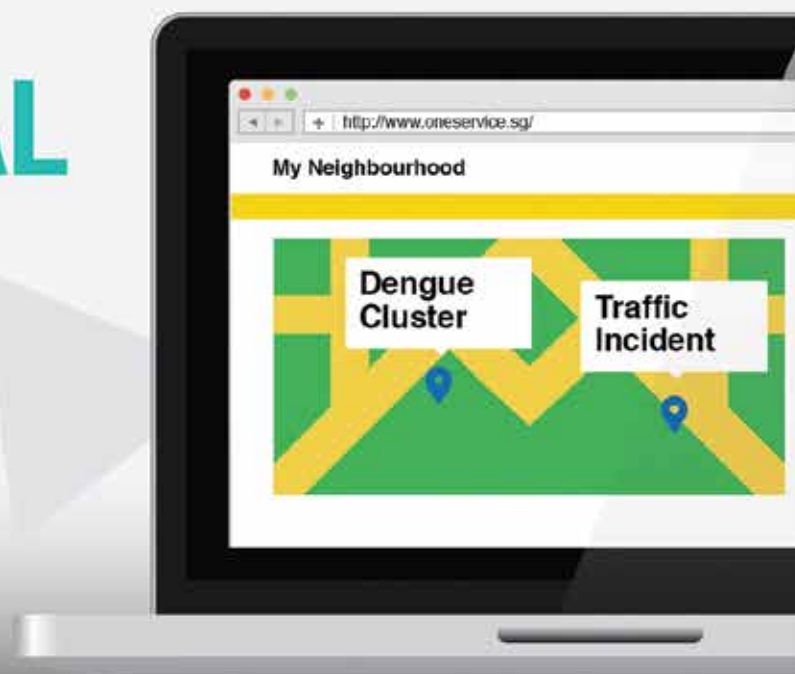 AL
http://www.oneservice.sg/
My Neighbourhood
Dengue
Cluster
Traffic
Incident